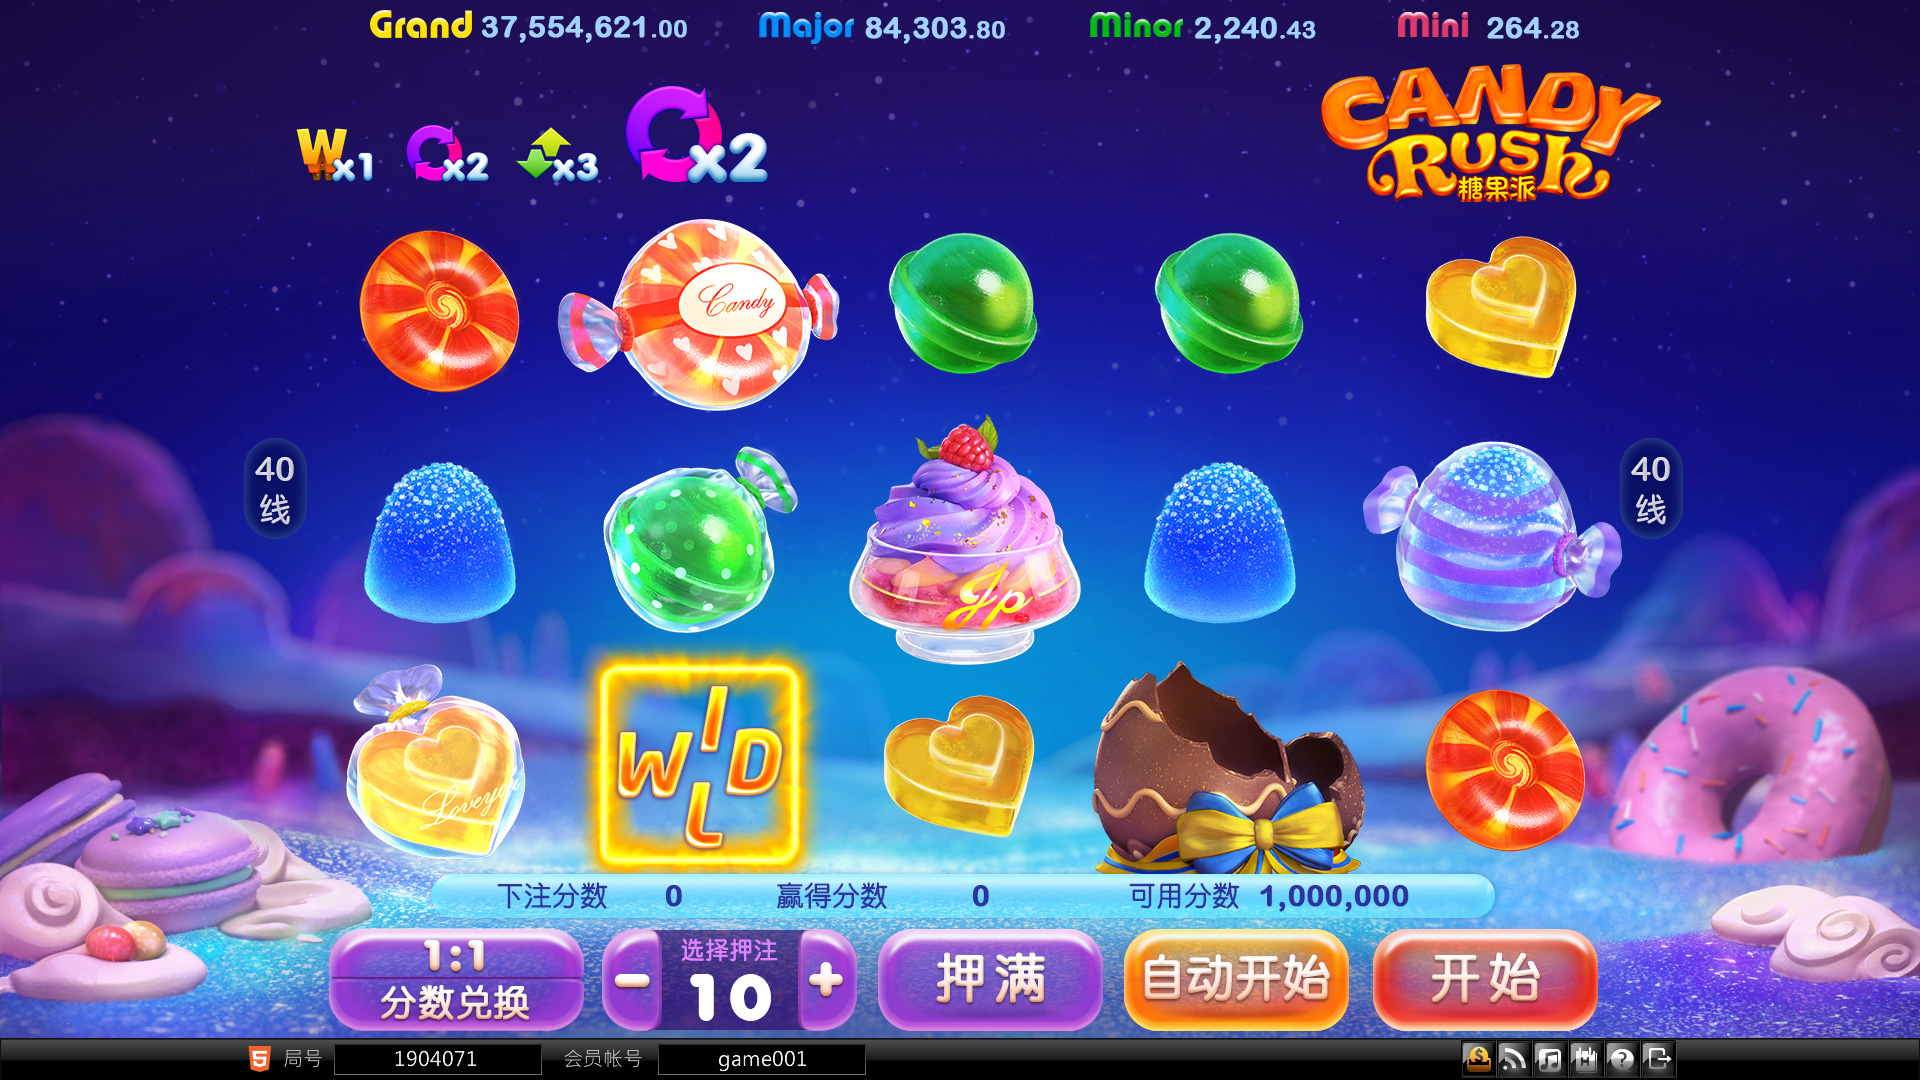 Grand 37,554,621.00 Major 84,303.80 Minor 2,240.43 Mini 264.28
W x1 x2 x3 x2
CANDY
RUSH
糖果派
Candy
40
线
40
线
Jp
Loveyou
WILD
下注分数 0 赢得分数 0 可用分数 1,000,000
1:1
分数兑换
选择押注
- 10 +
押满
自动开始
开始
5 局号 1904071 会员帐号 game001